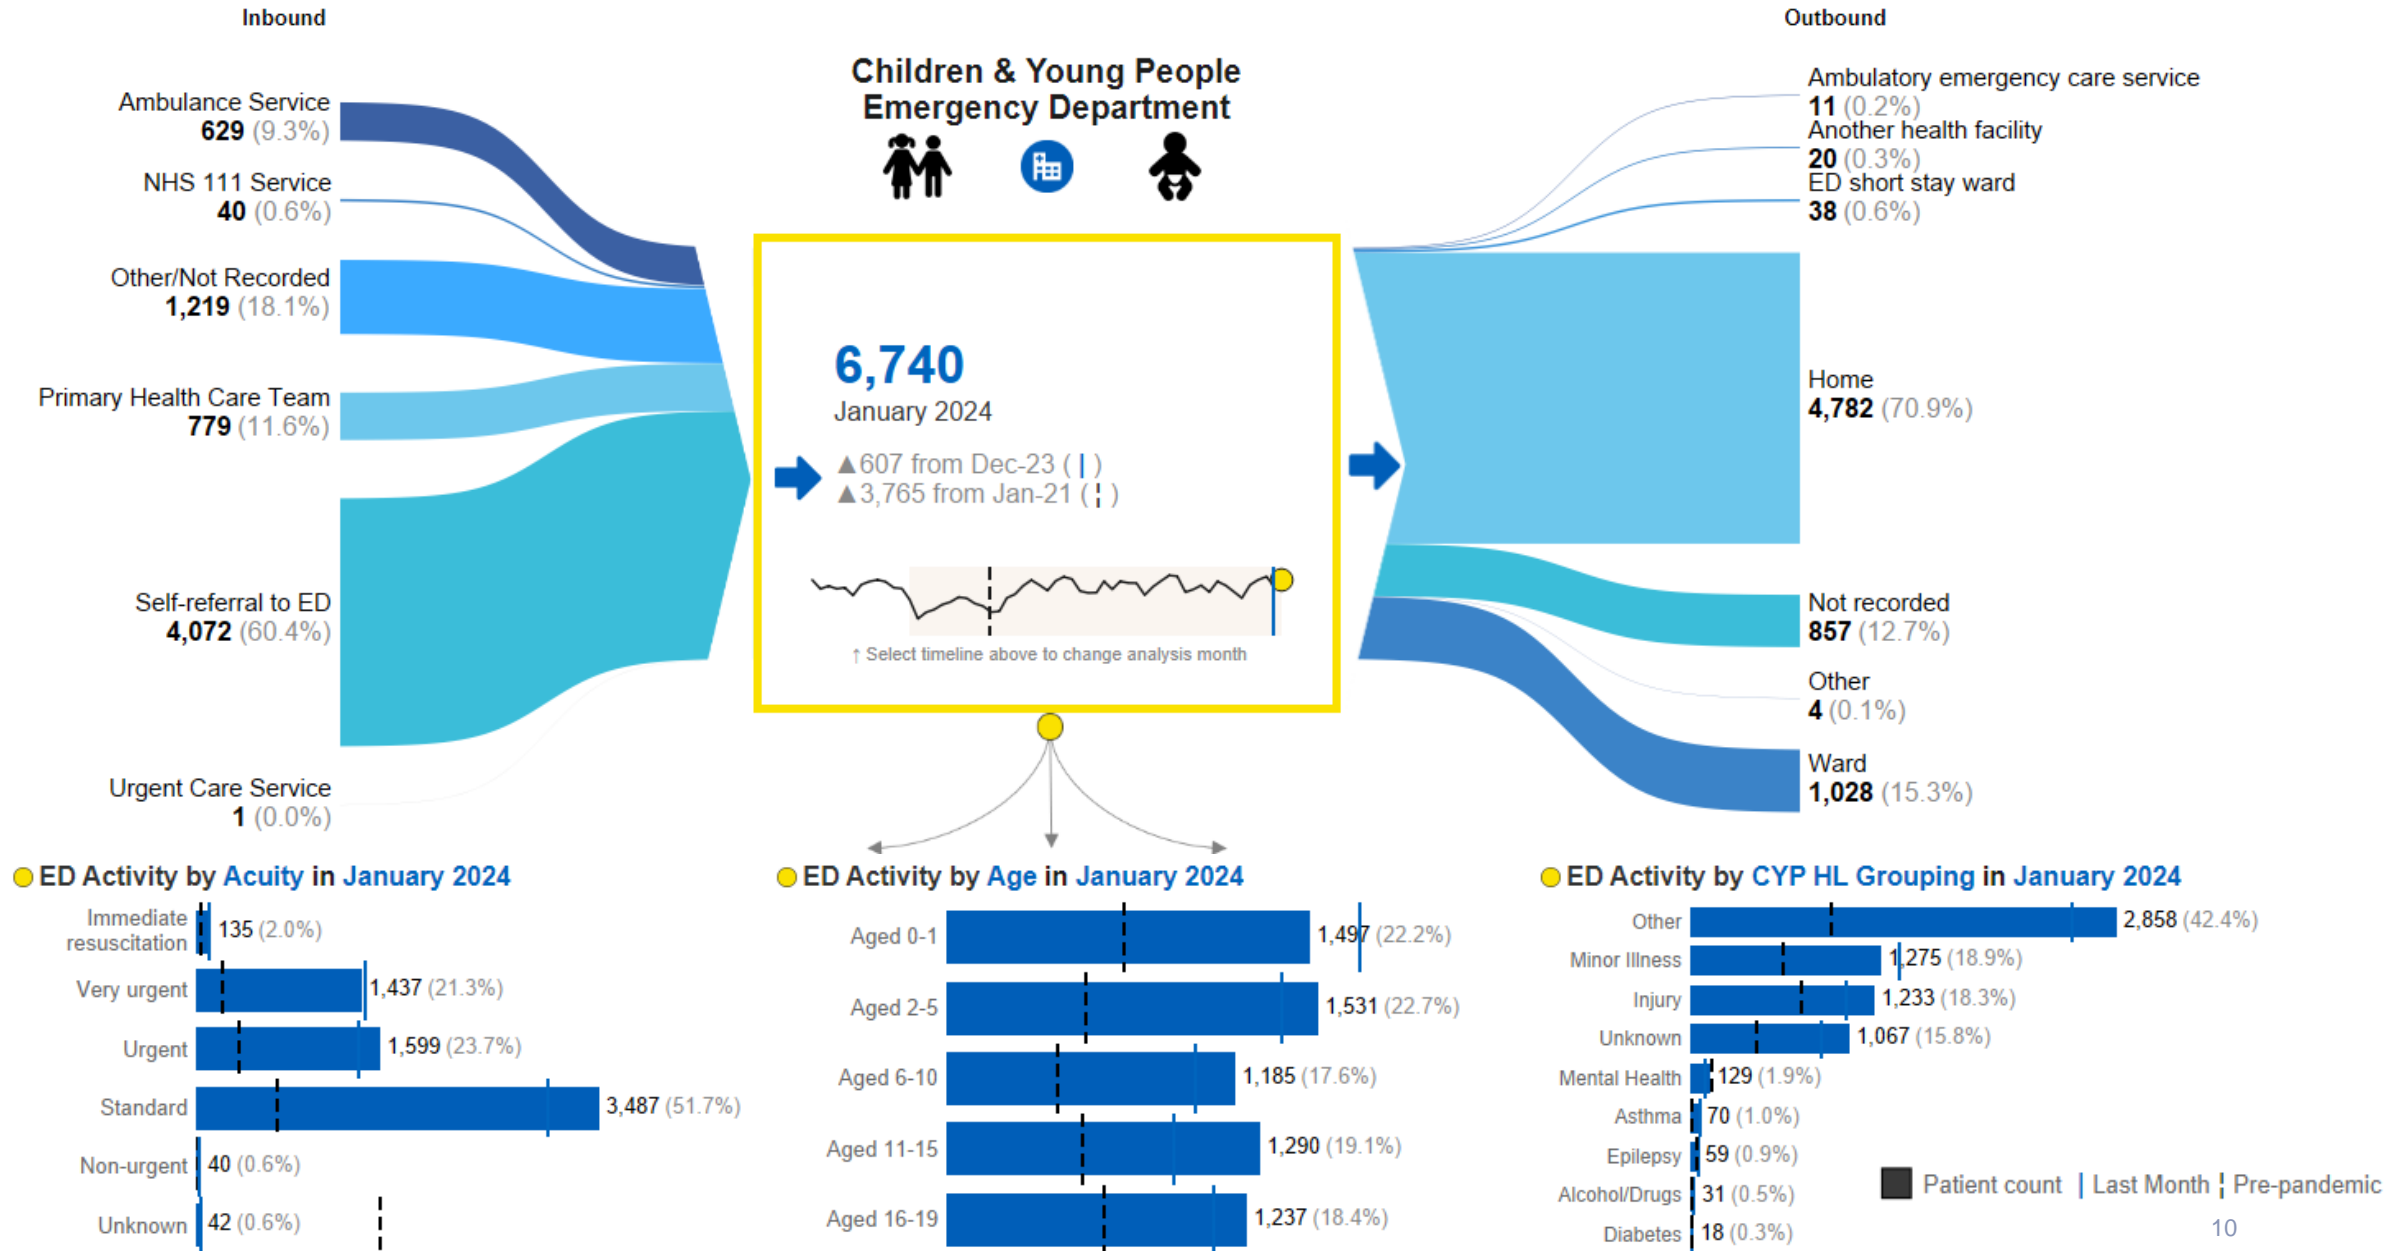 Inbound
Outbound
Children & Young People
Emergency Department
Ambulance Service
629 (9.3%)
NHS 111 Service
40 (0.6%)
Other/Not Recorded
1,219 (18.1%)
Primary Health Care Team
779 (11.6%)
Self-referral to ED
4,072 (60.4%)
Urgent Care Service
1 (0.0%)
6,740
January 2024
▲607 from Dec-23 ( | )
▲3,765 from Jan-21 ( ¦ )
↑ Select timeline above to change analysis month
Ambulatory emergency care service
11 (0.2%)
Another health facility
20 (0.3%)
ED short stay ward
38 (0.6%)
Home
4,782 (70.9%)
Not recorded
857 (12.7%)
Other
4 (0.1%)
Ward
1,028 (15.3%)
ED Activity by Acuity in January 2024
Immediate
resuscitation
135 (2.0%)
Very urgent
1,437 (21.3%)
Urgent
1,599 (23.7%)
Standard
3,487 (51.7%)
Non-urgent
40 (0.6%)
Unknown
42 (0.6%)
ED Activity by Age in January 2024
Aged 0-1
1,497 (22.2%)
Aged 2-5
1,531 (22.7%)
Aged 6-10
1,185 (17.6%)
Aged 11-15
1,290 (19.1%)
Aged 16-19
1,237 (18.4%)
ED Activity by CYP HL Grouping in January 2024
Other
2,858 (42.4%)
Minor Illness
1,275 (18.9%)
Injury
1,233 (18.3%)
Unknown
1,067 (15.8%)
Mental Health
129 (1.9%)
Asthma
70 (1.0%)
Epilepsy
59 (0.9%)
Alcohol/Drugs
31 (0.5%)
Diabetes
18 (0.3%)
Patient count | Last Month ¦ Pre-pandemic
10